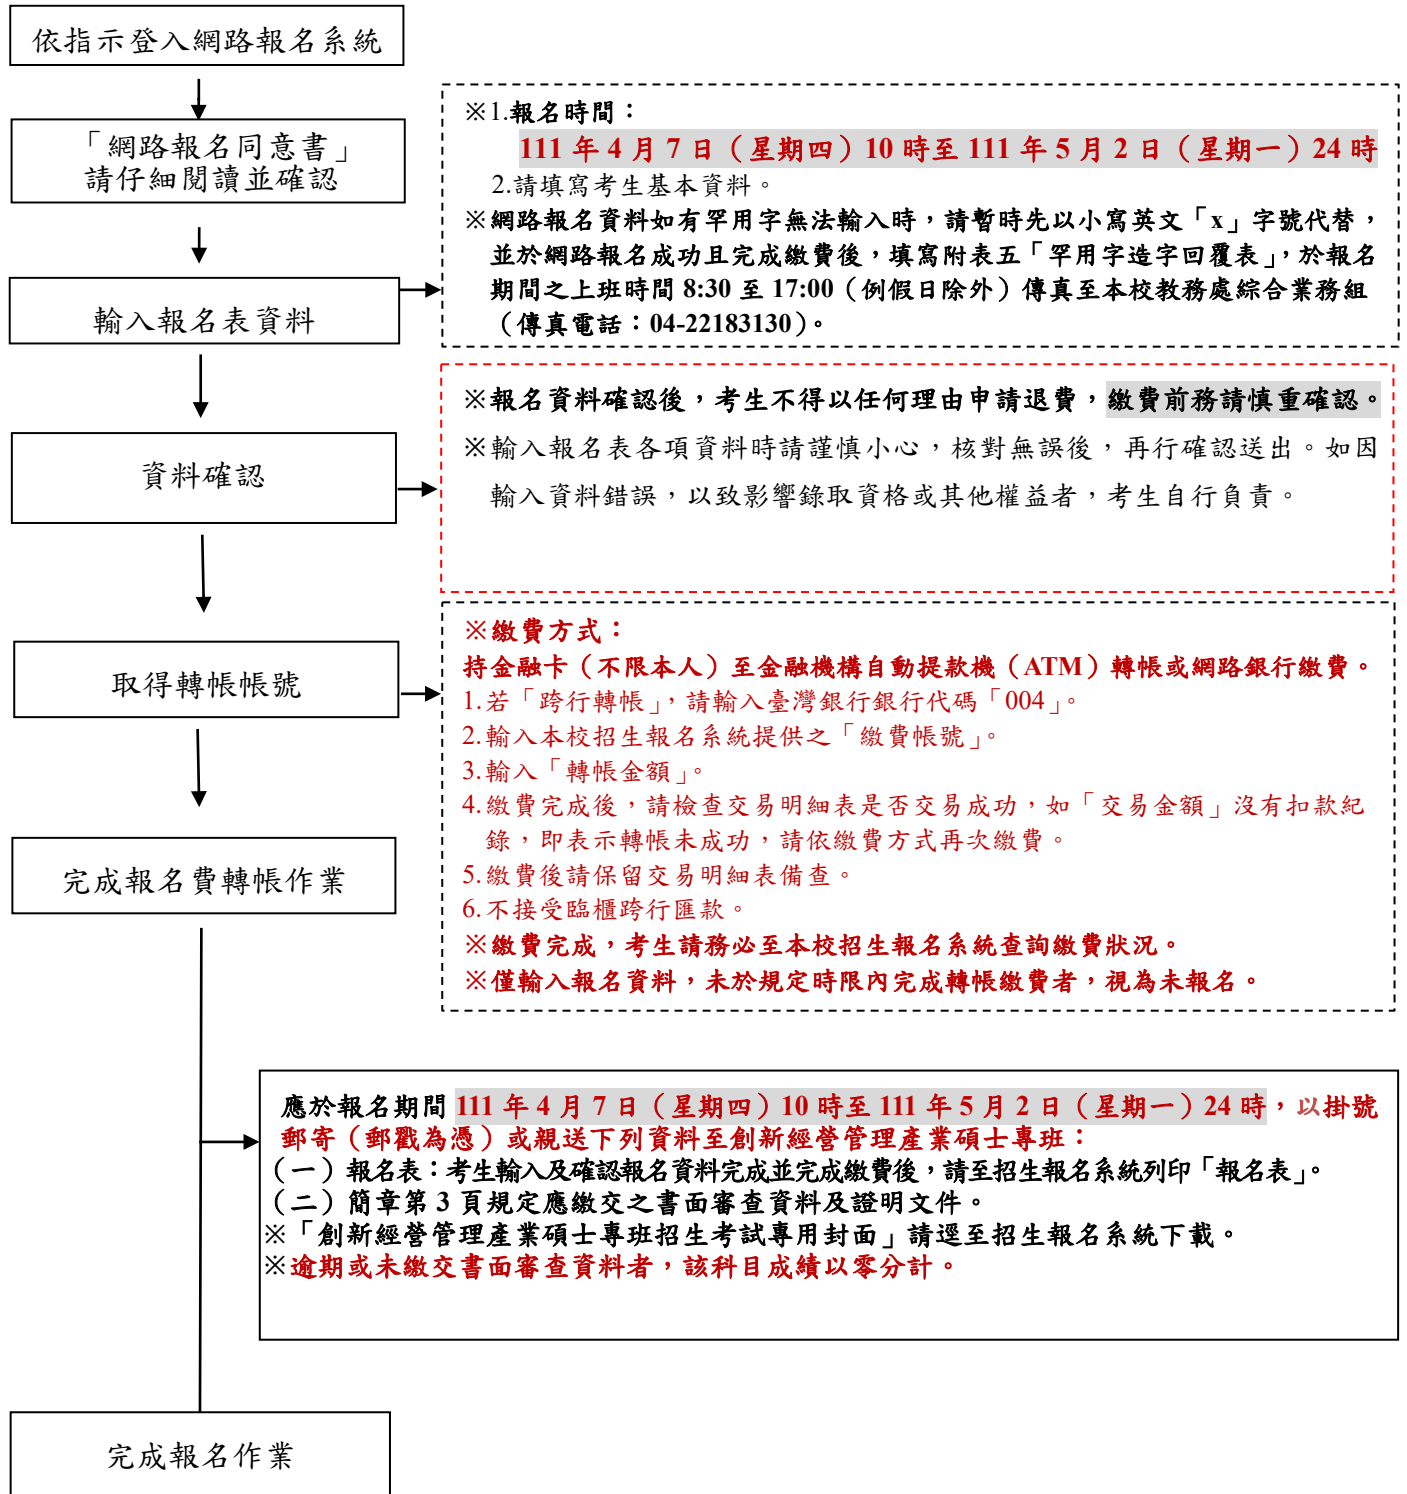 依指示登入網路報名系統
「網路報名同意書」
請仔細閱讀並確認
※1.報名時間：
111 年 4 月 7 日（星期四）10 時至 111 年 5 月 2 日（星期一）24 時
2.請填寫考生基本資料。
※網路報名資料如有罕用字無法輸入時，請暫時先以小寫英文「x」字號代替，
並於網路報名成功且完成繳費後，填寫附表五「罕用字造字回覆表」，於報名
期間之上班時間 8:30 至 17:00（例假日除外）傳真至本校教務處綜合業務組
（傳真電話：04-22183130）。
輸入報名表資料
※報名資料確認後，考生不得以任何理由申請退費，繳費前務請慎重確認。
※輸入報名表各項資料時請謹慎小心，核對無誤後，再行確認送出。如因
輸入資料錯誤，以致影響錄取資格或其他權益者，考生自行負責。
資料確認
※繳費方式：
持金融卡（不限本人）至金融機構自動提款機（ATM）轉帳或網路銀行繳費。
1.若「跨行轉帳」，請輸入臺灣銀行銀行代碼「004」。
2.輸入本校招生報名系統提供之「繳費帳號」。
3.輸入「轉帳金額」。
4.繳費完成後，請檢查交易明細表是否交易成功，如「交易金額」沒有扣款紀
錄，即表示轉帳未成功，請依繳費方式再次繳費。
5.繳費後請保留交易明細表備查。
6.不接受臨櫃跨行匯款。
※繳費完成，考生請務必至本校招生報名系統查詢繳費狀況。
※僅輸入報名資料，未於規定時限內完成轉帳繳費者，視為未報名。
取得轉帳帳號
完成報名費轉帳作業
應於報名期間 111 年 4 月 7 日（星期四）10 時至 111 年 5 月 2 日（星期一）24 時，以掛號
郵寄（郵戳為憑）或親送下列資料至創新經營管理產業碩士專班：
（一）報名表：考生輸入及確認報名資料完成並完成繳費後，請至招生報名系統列印「報名表」。
（二）簡章第 3 頁規定應繳交之書面審查資料及證明文件。
※「創新經營管理產業碩士專班招生考試專用封面」請逕至招生報名系統下載。
※逾期或未繳交書面審查資料者，該科目成績以零分計。
完成報名作業